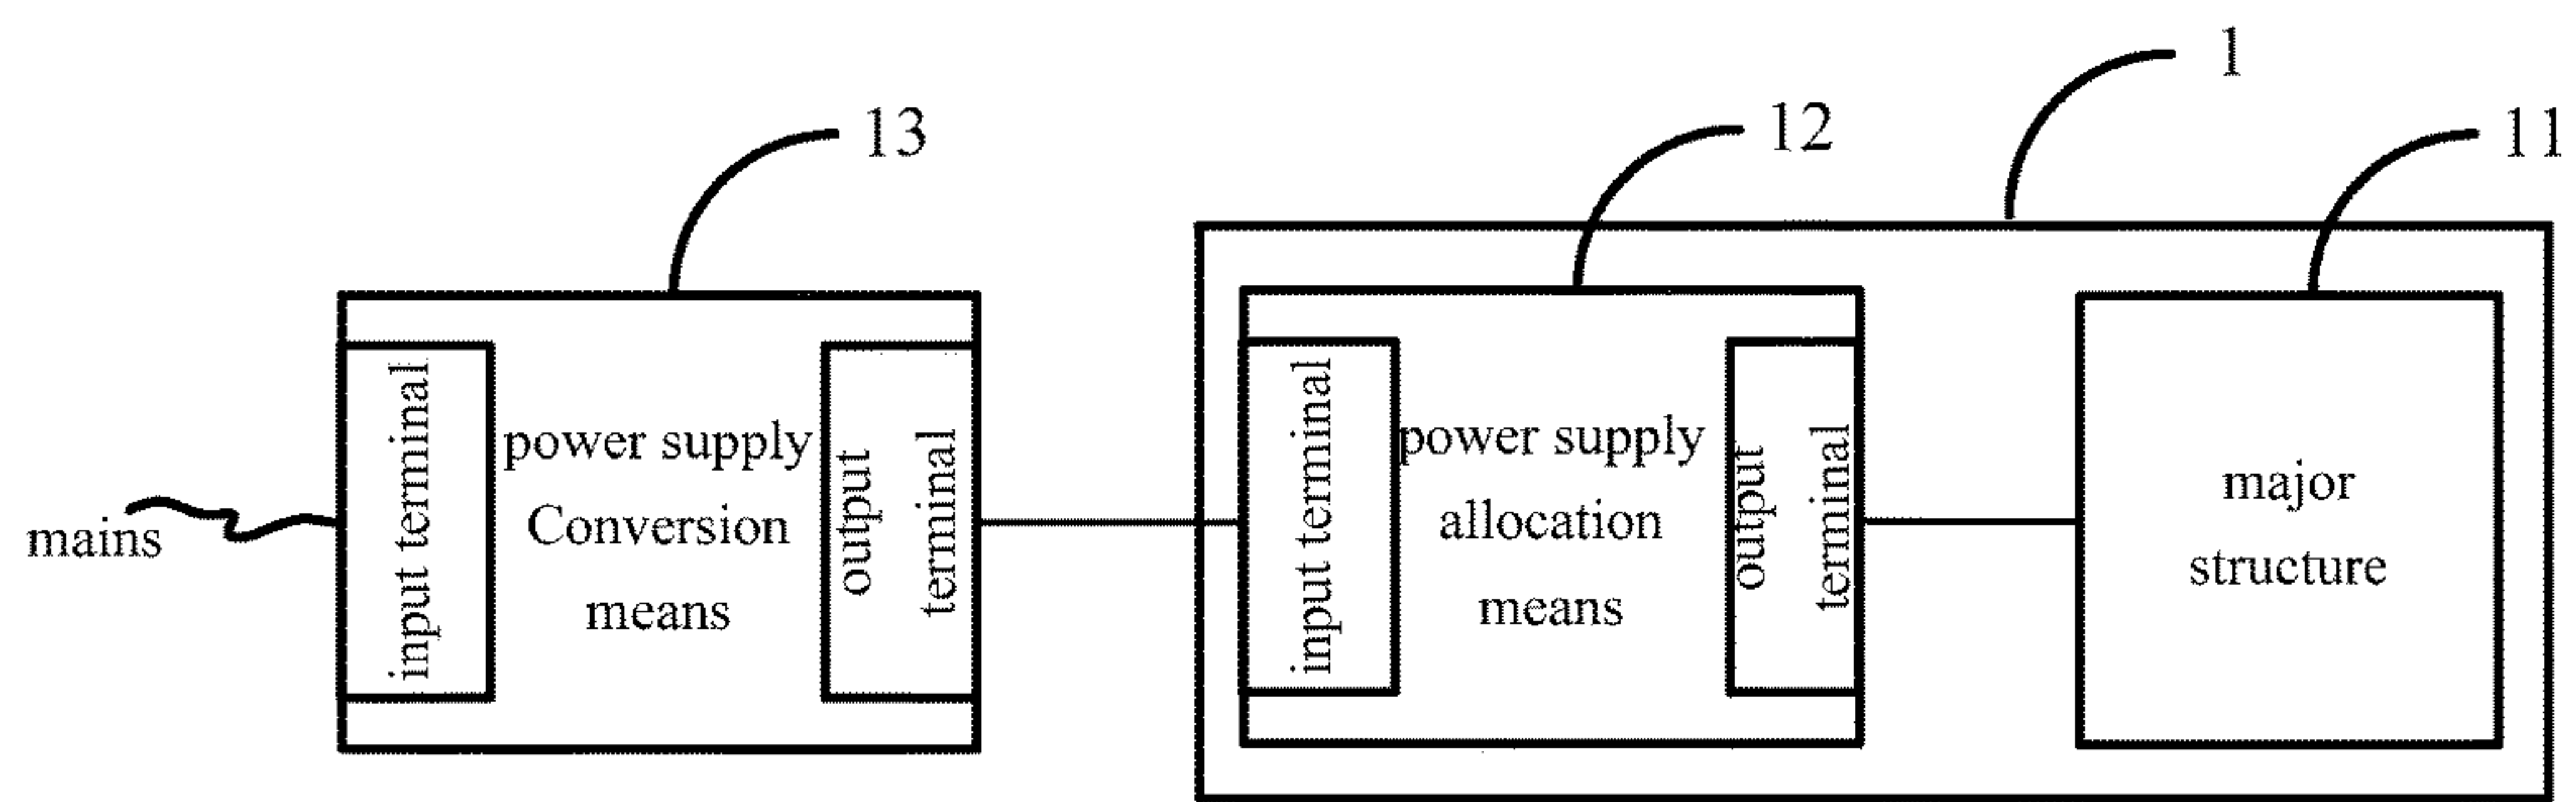 1
13
12
11
mains
input terminal
power supply
Conversion
means
output
terminal
input terminal
power supply
allocation
means
output
terminal
major
structure